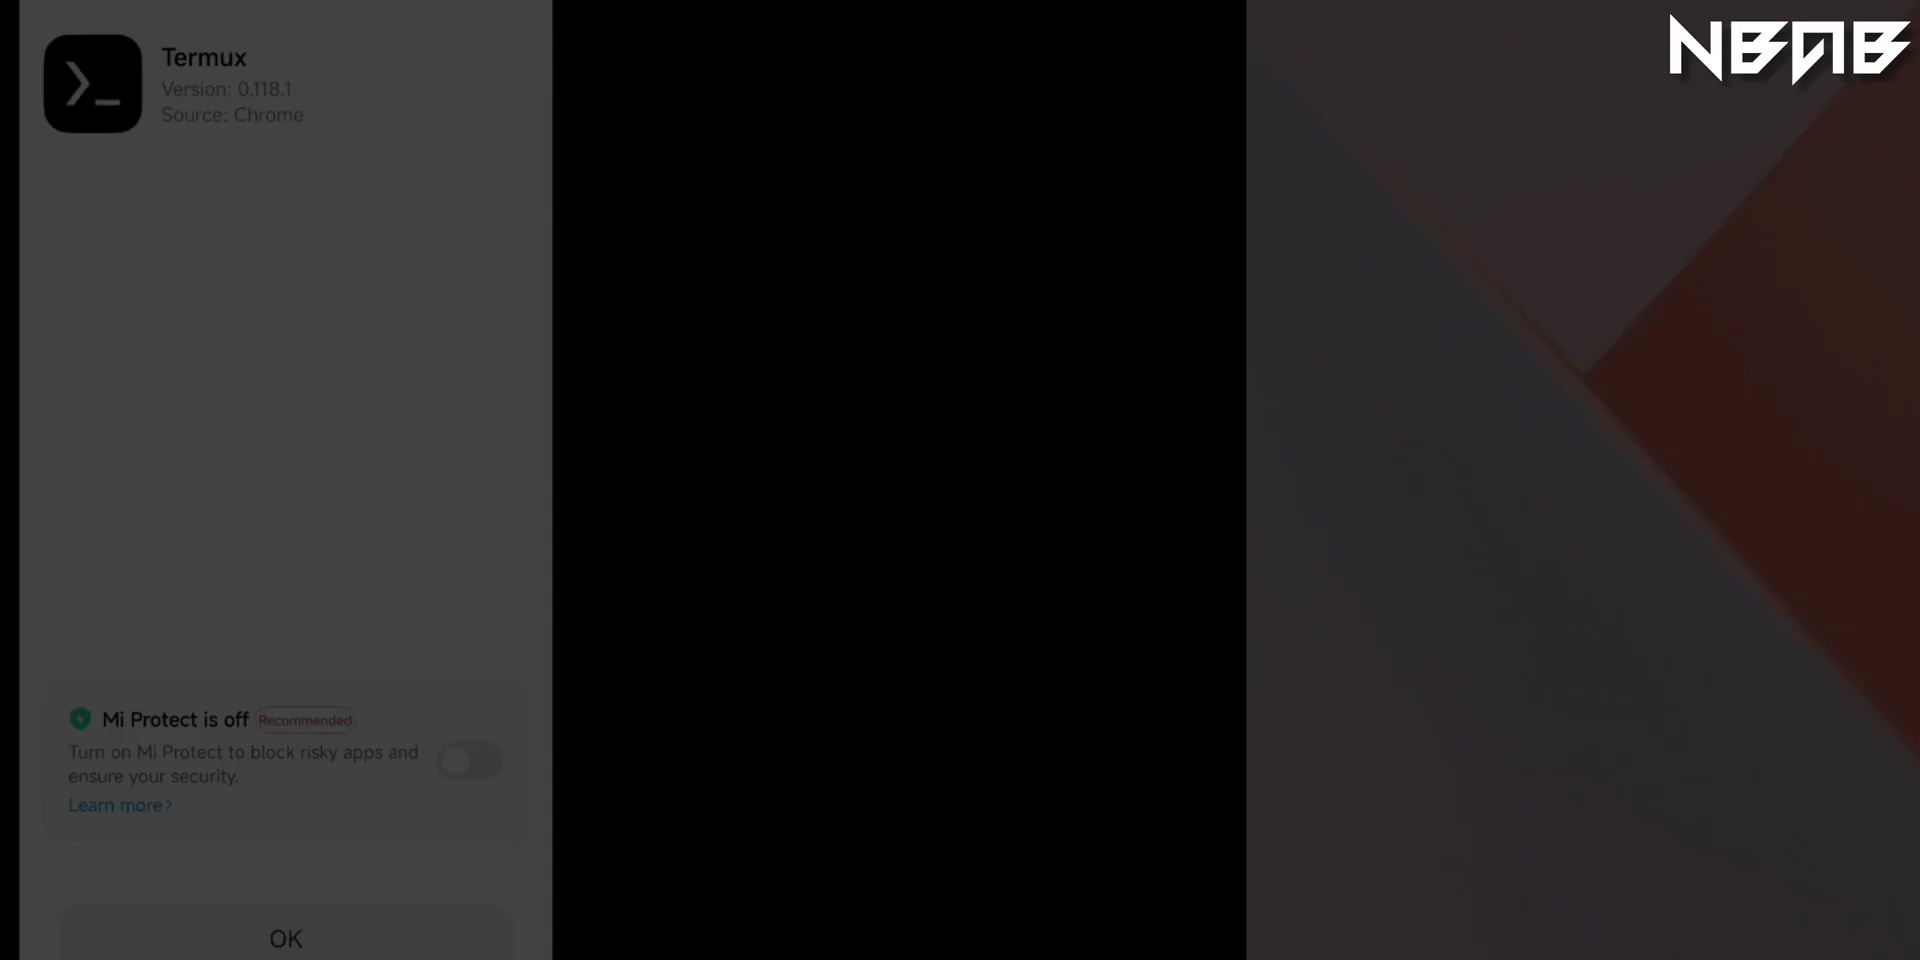 Termux
Version: 0.118.1
Source: Chrome
Mi Protect is off Recommended
Turn on Mi Protect to block risky apps and
ensure your security.
Learn more>
OK